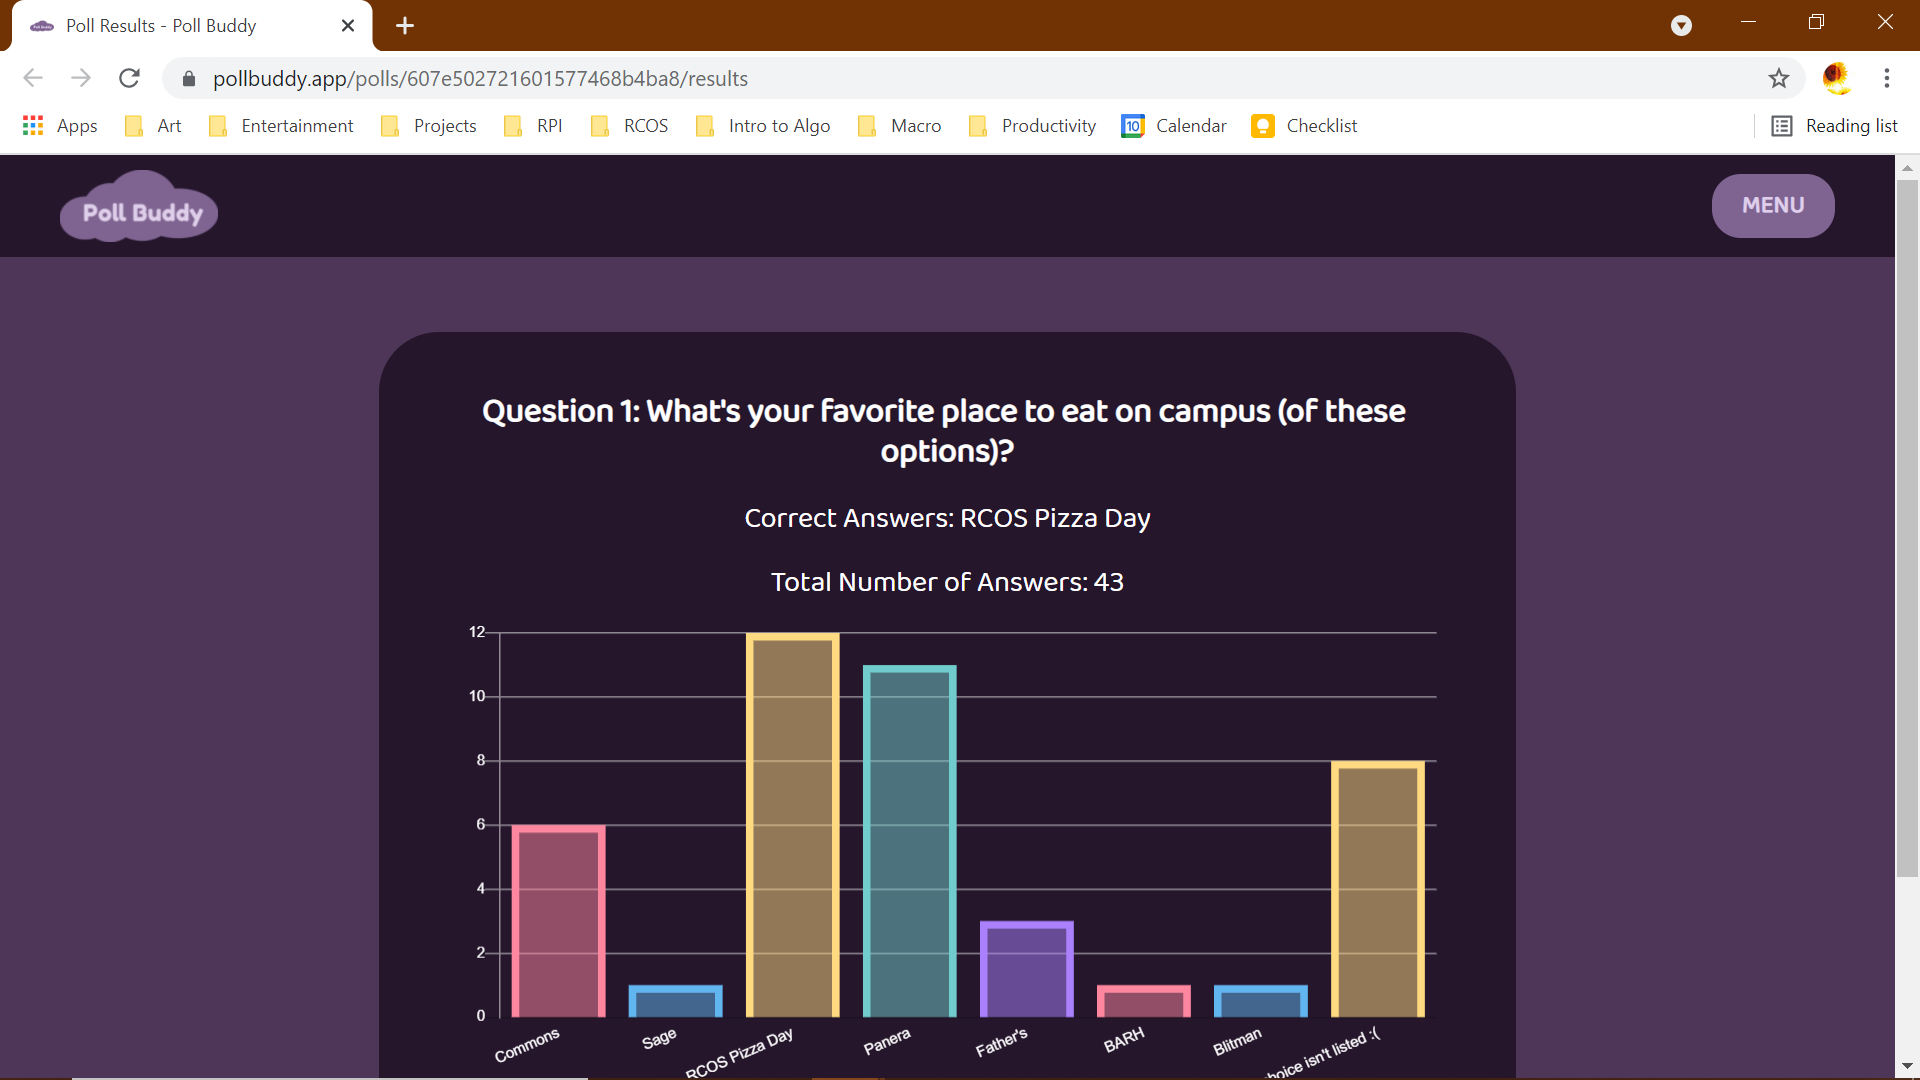 Poll Results - Poll Buddy
pollbuddy.app/polls/607e502721601577468b4ba8/results
Apps Art Entertainment Projects RPI RCOS Intro to Algo Macro Productivity 10 Calendar Checklist Reading list
Poll Buddy
MENU
Question 1: What's your favorite place to eat on campus (of these
options)?
Correct Answers: RCOS Pizza Day
Total Number of Answers: 43
12
10
8
6
4
2
0
Commons Sage RCOS Pizza Day Panera Father's BARH Blitman isn't listed :(